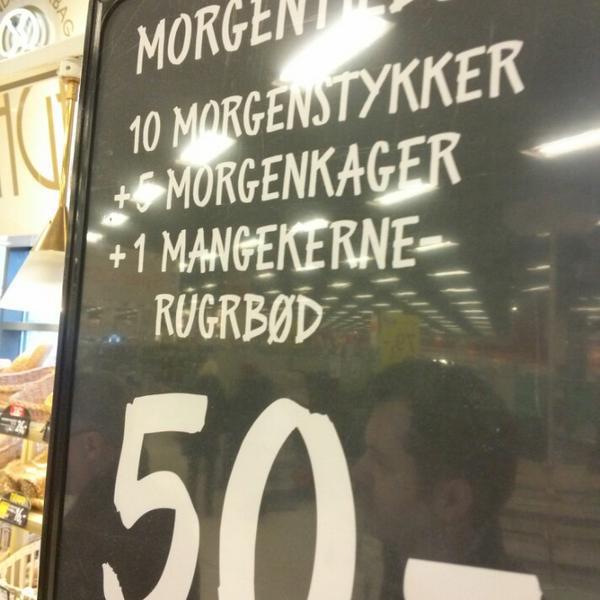 10 MORGENSTYKKER
+5 MORGENKAGER
+1 MANGEKERNE-
RUGRBØD
50,-